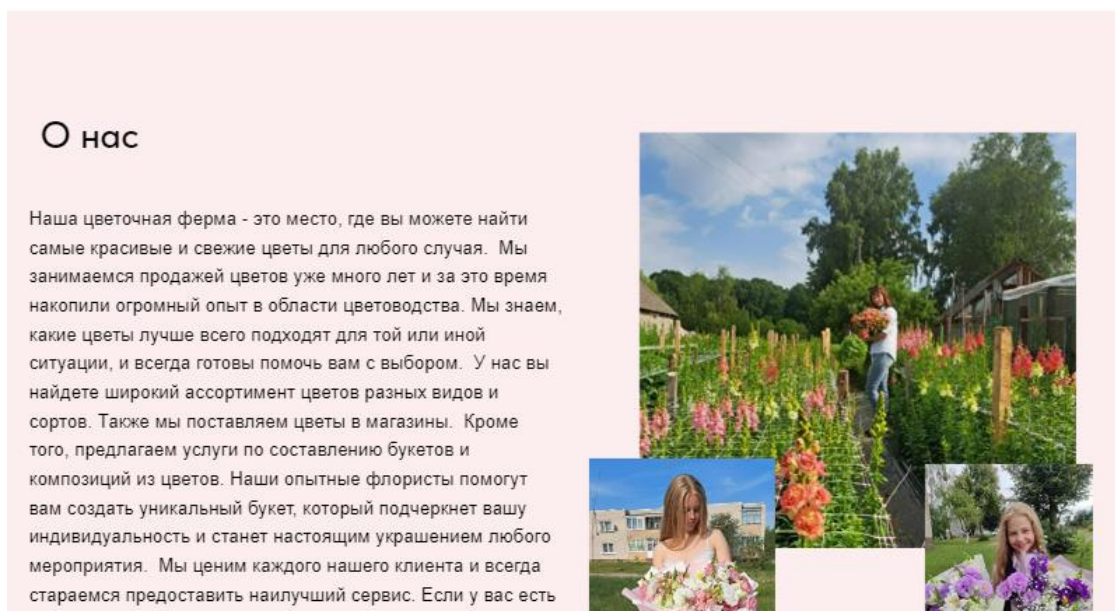 О нас
Наша цветочная ферма - это место, где вы можете найти
самые красивые и свежие цветы для любого случая. Мы
занимаемся продажей цветов уже много лет и за это время
накопили огромный опыт в области цветоводства. Мы знаем,
какие цветы лучше всего подходят для той или иной
ситуации, и всегда готовы помочь вам с выбором. У нас вы
найдете широкий ассортимент цветов разных видов и
сортов. Также мы поставляем цветы в магазины. Кроме
того, предлагаем услуги по составлению букетов и
композиций из цветов. Наши опытные флористы помогут
вам создать уникальный букет, который подчеркнет вашу
индивидуальность и станет настоящим украшением любого
мероприятия. Мы ценим каждого нашего клиента и всегда
стараемся предоставить наилучший сервис. Если у вас есть